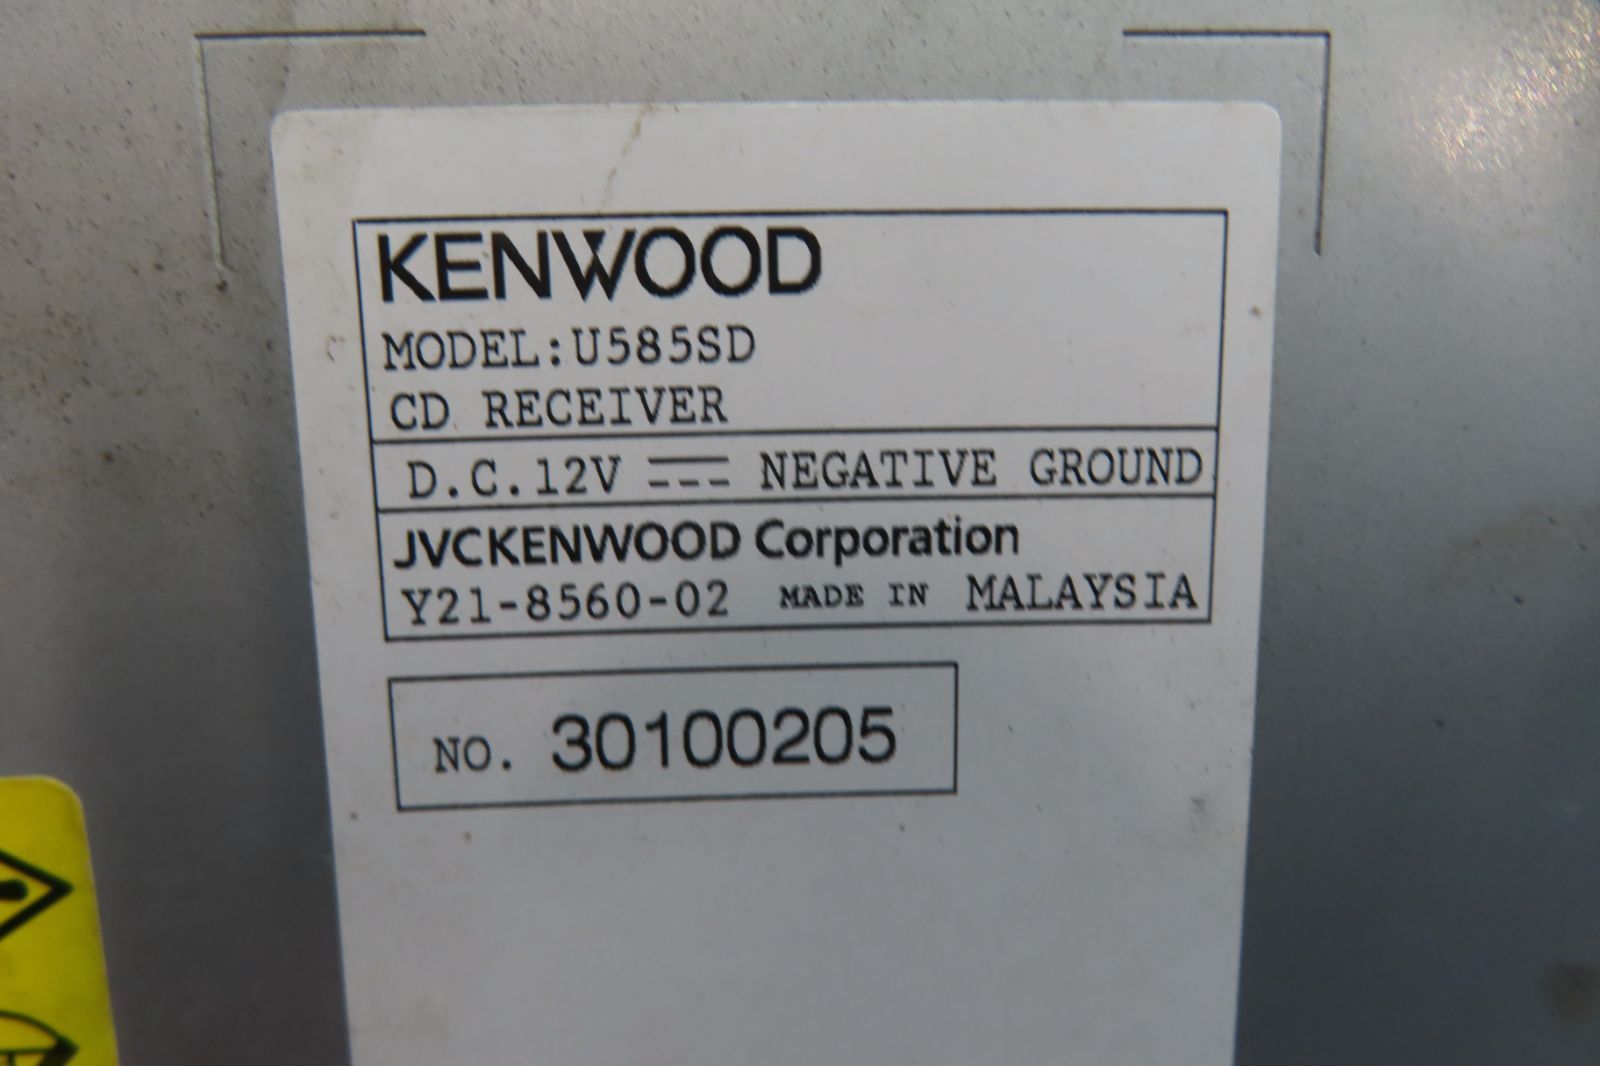 KENWOOD
MODEL:U585SD
CD RECEIVER
D.C.12V NEGATIVE GROUND
JVCKENWOOD Corporation
Y21-8560-02 MADE IN MALAYSIA
NO. 30100205